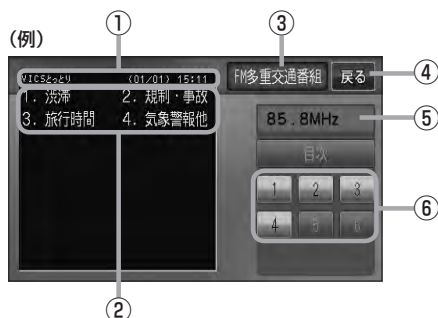 (例)
① ③
VICSとっとり (01/01) 15:11 FM多重交通番組 戻る ④
1. 渋滞 2. 規制・事故
3. 旅行時間 4. 気象警報他
85.8MHz ⑤
目次
1 2 3
⑥
4 5 6
②